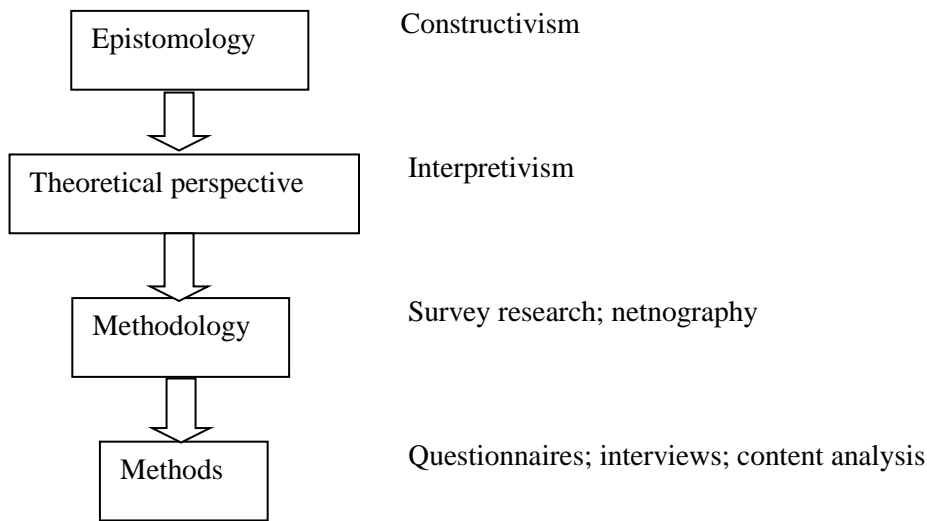 Epistomology
Constructivism
Theoretical perspective
Interpretivism
Methodology
Survey research; netnography
Methods
Questionnaires; interviews; content analysis